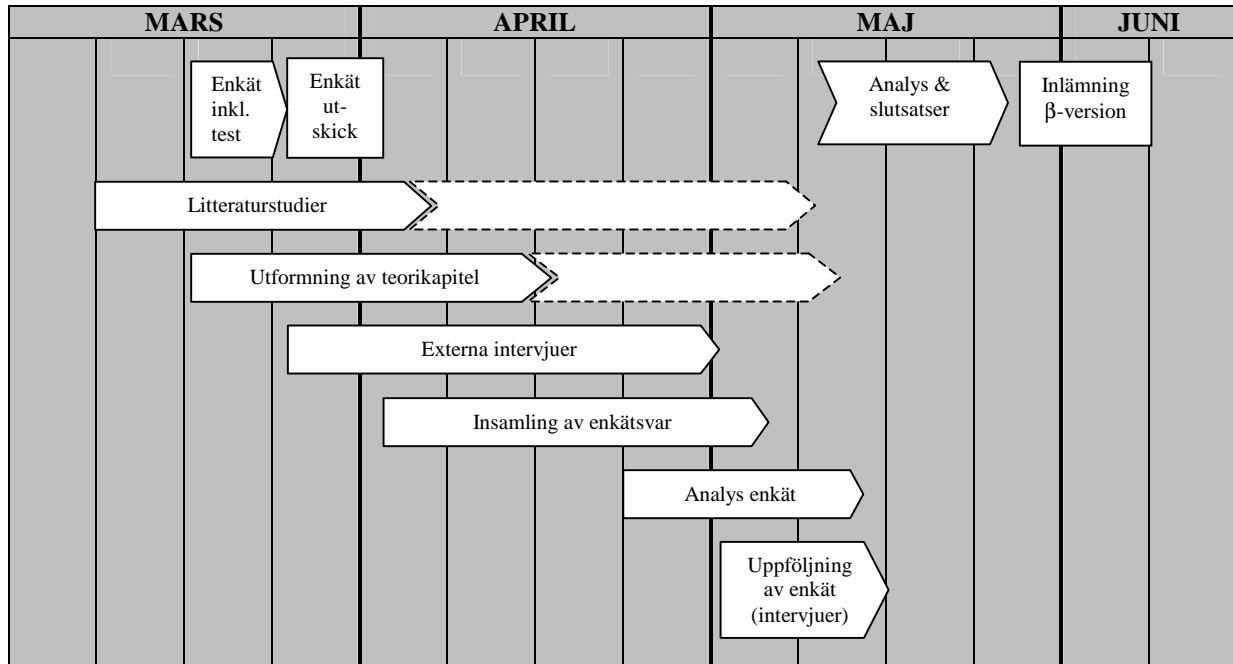 MARS APRIL MAJ JUNI
Enkät
inkl.
test
Enkät
ut-
skick
Analys &
slutsatser
Inlämning
β-version
Litteraturstudier
Utformning av teorikapitel
Externa intervjuer
Insamling av enkätsvar
Analys enkät
Uppföljning
av enkät
(intervjuer)